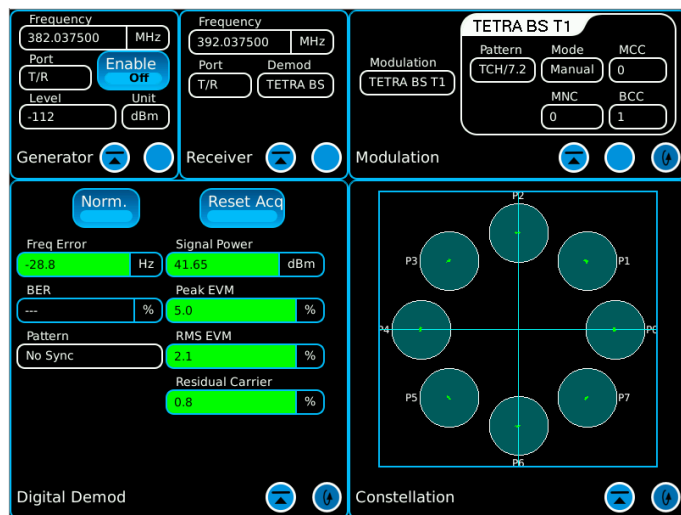 Frequency
382.037500 MHz
Port
T/R
Enable
Off
Level
-112
Unit
dBm
Generator
Frequency
392.037500 MHz
Port
T/R
Demod
TETRA BS
Receiver
Modulation
TETRA BS T1
TETRA BS T1
Pattern
TCH/7.2
Mode
Manual
MCC
0
MNC
0
BCC
1
Modulation
Norm.
Reset Acq
Freq Error
-28.8 Hz
BER
--- %
Pattern
No Sync
Signal Power
41.65 dBm
Peak EVM
5.0 %
RMS EVM
2.1 %
Residual Carrier
0.8 %
Digital Demod
P2
P3
P1
P4
P0
P5
P7
P6
Constellation